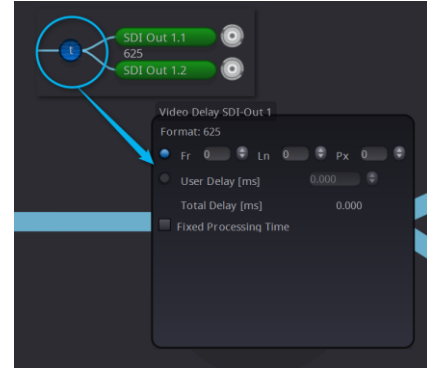 SDI Out 1.1
t
625
SDI Out 1.2
Video Delay SDI-Out 1
Format: 625
Fr 0 Ln 0 Px 0
User Delay [ms] 0.000
Total Delay [ms] 0.000
Fixed Processing Time